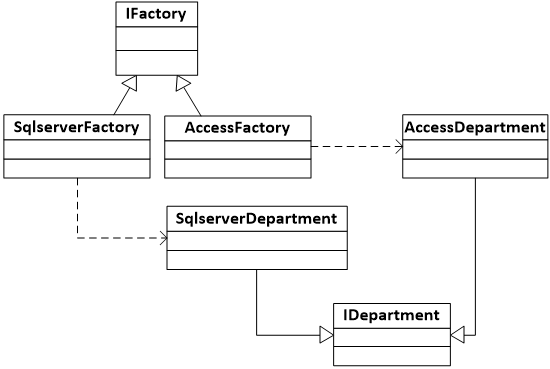 IFactory
SqlserverFactory
AccessFactory
AccessDepartment
SqlserverDepartment
IDepartment